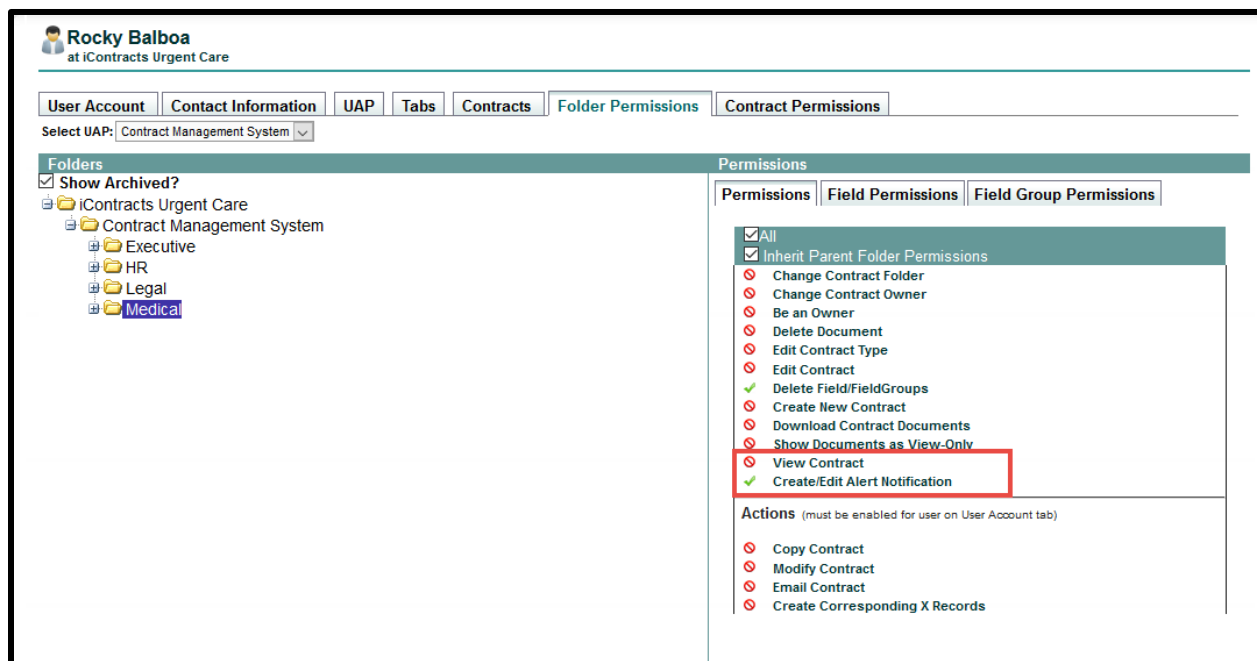 Rocky Balboa
at iContracts Urgent Care
User Account Contact Information UAP Tabs Contracts Folder Permissions Contract Permissions
Select UAP: Contract Management System
Folders
Show Archived?
iContracts Urgent Care
Contract Management System
Executive
HR
Legal
Medical
Permissions
Permissions Field Permissions Field Group Permissions
All
Inherit Parent Folder Permissions
Change Contract Folder
Change Contract Owner
Be an Owner
Delete Document
Edit Contract Type
Edit Contract
Delete Field/FieldGroups
Create New Contract
Download Contract Documents
Show Documents as View-Only
View Contract
Create/Edit Alert Notification
Actions (must be enabled for user on User Account tab)
Copy Contract
Modify Contract
Email Contract
Create Corresponding X Records